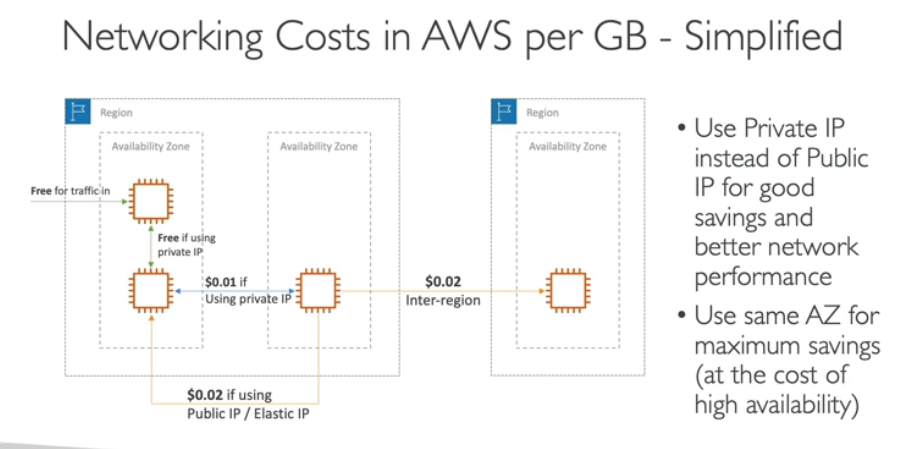 Networking Costs in AWS per GB - Simplified
Region
Availability Zone
Availability Zone
Free for traffic in
Free if using
private IP
$0.01 if
Using private IP
$0.02 if using
Public IP / Elastic IP
$0.02
Inter-region
Region
Availability Zone
• Use Private IP
instead of Public
IP for good
savings and
better network
performance
• Use same AZ for
maximum savings
(at the cost of
high availability)